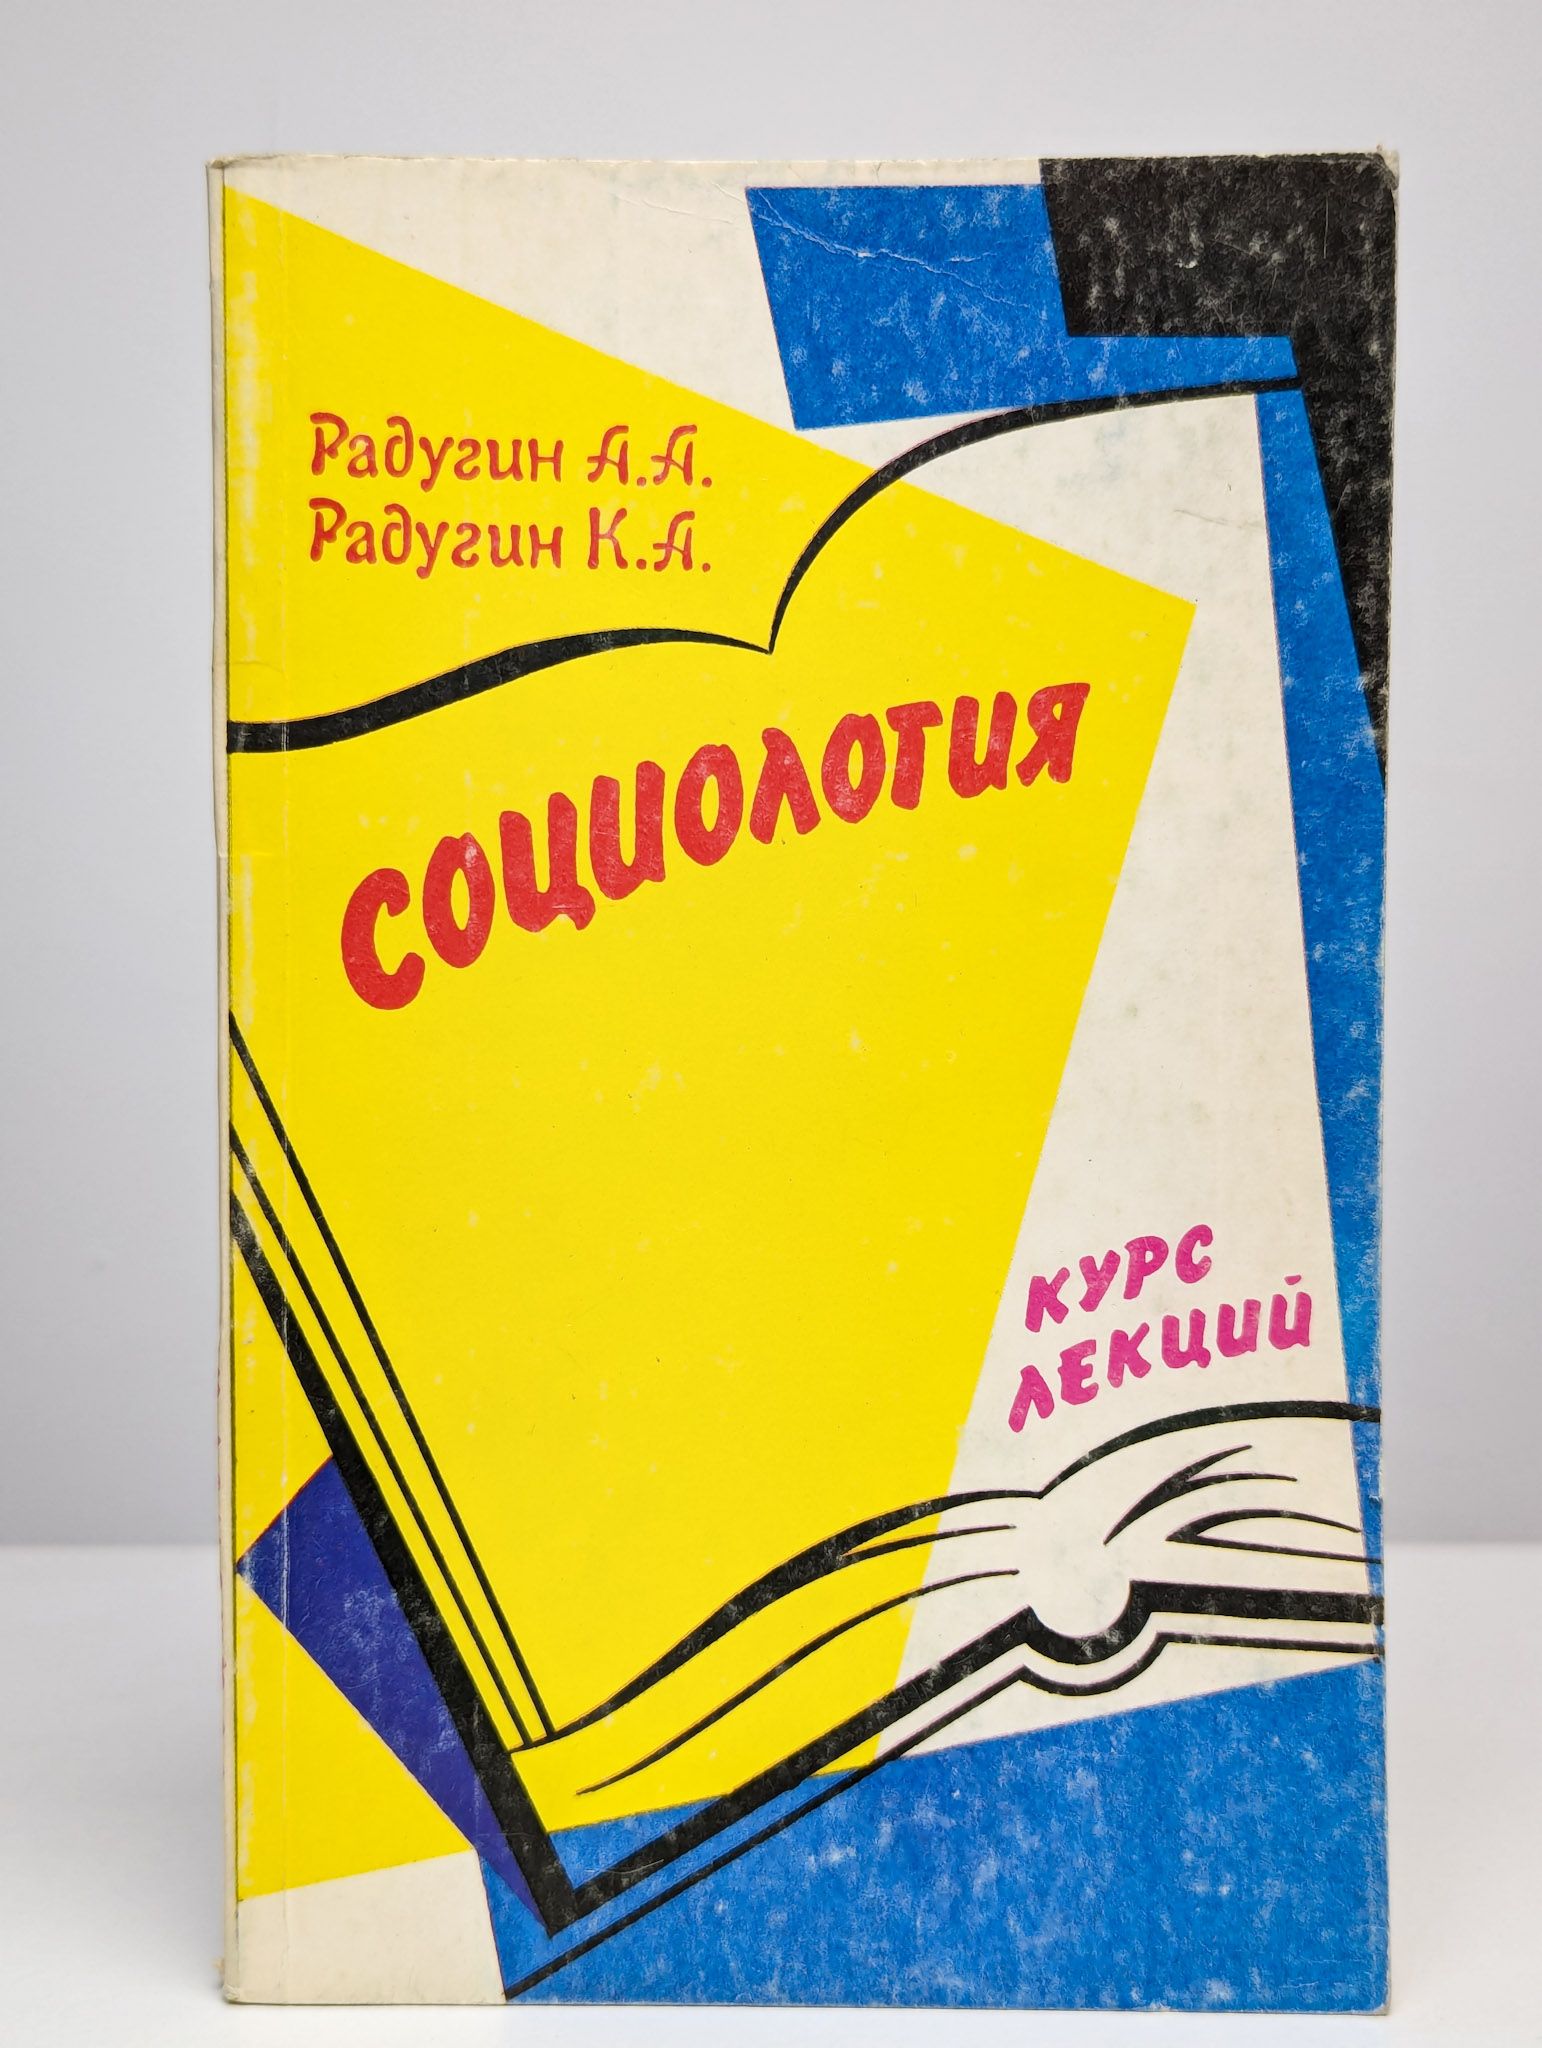 Радугин А.А.
Радугин К.А.
СОЦИОЛОГИЯ
КУРС
ЛЕКЦИЙ